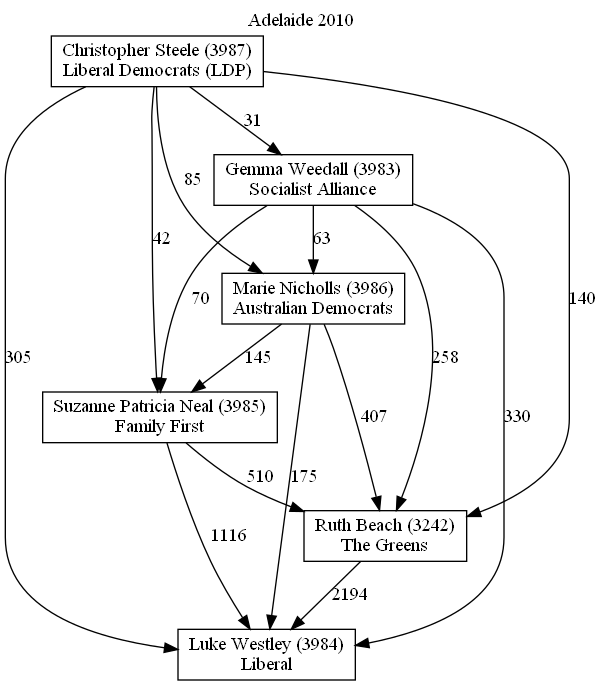 Adelaide 2010
Christopher Steele (3987)
Liberal Democrats (LDP)
31
Gemma Weedall (3983)
Socialist Alliance
85
42
63
70
Marie Nicholls (3986)
Australian Democrats
140
305
145
258
Suzanne Patricia Neal (3985)
Family First
407
330
510
175
1116
Ruth Beach (3242)
The Greens
2194
Luke Westley (3984)
Liberal